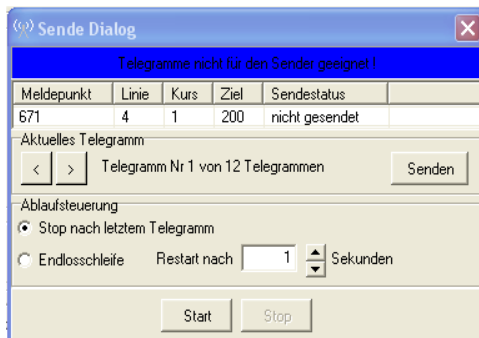 Sende Dialog
Telegramme nicht für den Sender geeignet !
Meldepunkt Linie Kurs Ziel Sendestatus
671 4 1 200 nicht gesendet
Aktuelles Telegramm
< > Telegramm Nr 1 von 12 Telegrammen Senden
Ablaufsteuerung
Stop nach letztem Telegramm
Endlosschleife Restart nach 1 Sekunden
Start Stop